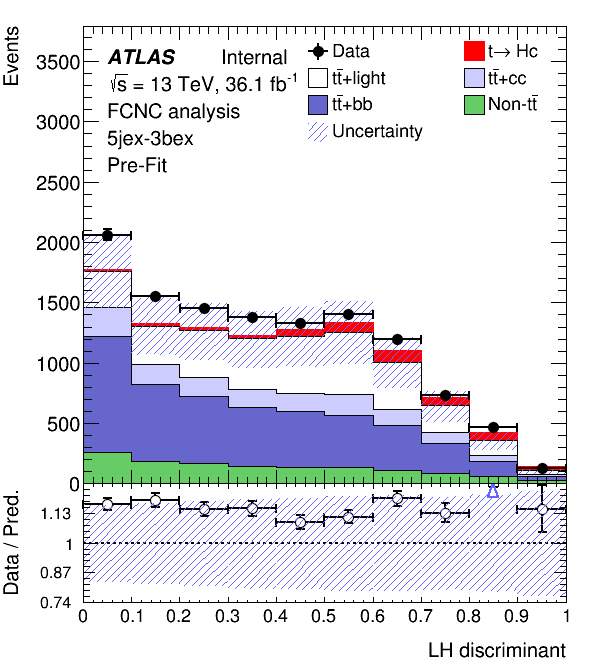 Events
3500
3000
2500
2000
1500
1000
500
0
ATLAS Internal
√s = 13 TeV, 36.1 fb⁻¹
FCNC analysis
5jex-3bex
Pre-Fit
Data
t→ Hc
tt̄+light
tt̄+cc
tt̄+bb
Non-tt̄
Uncertainty
Data / Pred.
1.13
1
0.87
0.74
0 0.1 0.2 0.3 0.4 0.5 0.6 0.7 0.8 0.9 1
LH discriminant